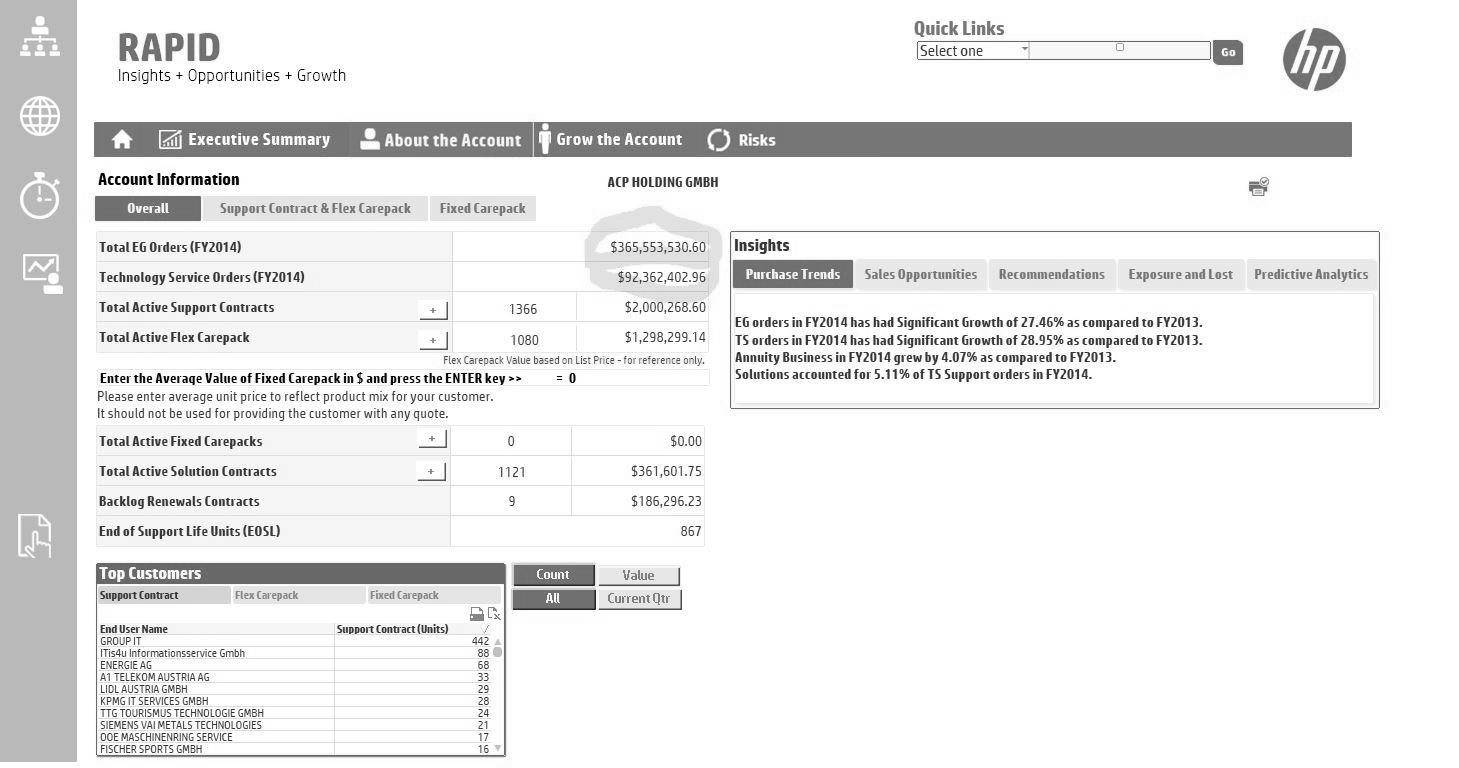 RAPID
Insights + Opportunities + Growth
Quick Links
Select one
Go
hp
Executive Summary
About the Account
Grow the Account
Risks
Account Information
ACP HOLDING GMBH
Overall
Support Contract & Flex Carepack
Fixed Carepack
Total EG Orders (FY2014) $365,553,530.60
Technology Service Orders (FY2014) $92,362,402.96
Total Active Support Contracts + 1366 $2,000,268.60
Total Active Flex Carepack + 1080 $1,298,299.14
Flex Carepack Value based on List Price - for reference only.
Enter the Average Value of Fixed Carepack in $ and press the ENTER key >> = 0
Please enter average unit price to reflect product mix for your customer.
It should not be used for providing the customer with any quote.
Total Active Fixed Carepacks + 0 $0.00
Total Active Solution Contracts + 1121 $361,601.75
Backlog Renewals Contracts 9 $186,296.23
End of Support Life Units (EOSL) 867
Insights
Purchase Trends
Sales Opportunities
Recommendations
Exposure and Lost
Predictive Analytics
EG orders in FY2014 has had Significant Growth of 27.46% as compared to FY2013.
TS orders in FY2014 has had Significant Growth of 28.95% as compared to FY2013.
Annuity Business in FY2014 grew by 4.07% as compared to FY2013.
Solutions accounted for 5.11% of TS Support orders in FY2014.
Top Customers
Count
Value
All
Current Qtr
Support Contract
Flex Carepack
Fixed Carepack
End User Name Support Contract (Units)
GROUP IT 442
ITis4u Informationsservice Gmbh 88
ENERGIE AG 68
A1 TELEKOM AUSTRIA AG 33
LIDL AUSTRIA GMBH 29
KPMG IT SERVICES GMBH 28
TTG TOURISMUS TECHNOLOGIE GMBH 24
SIEMENS VAI METALS TECHNOLOGIES 21
OOE MASCHINENRING SERVICE 17
FISCHER SPORTS GMBH 16